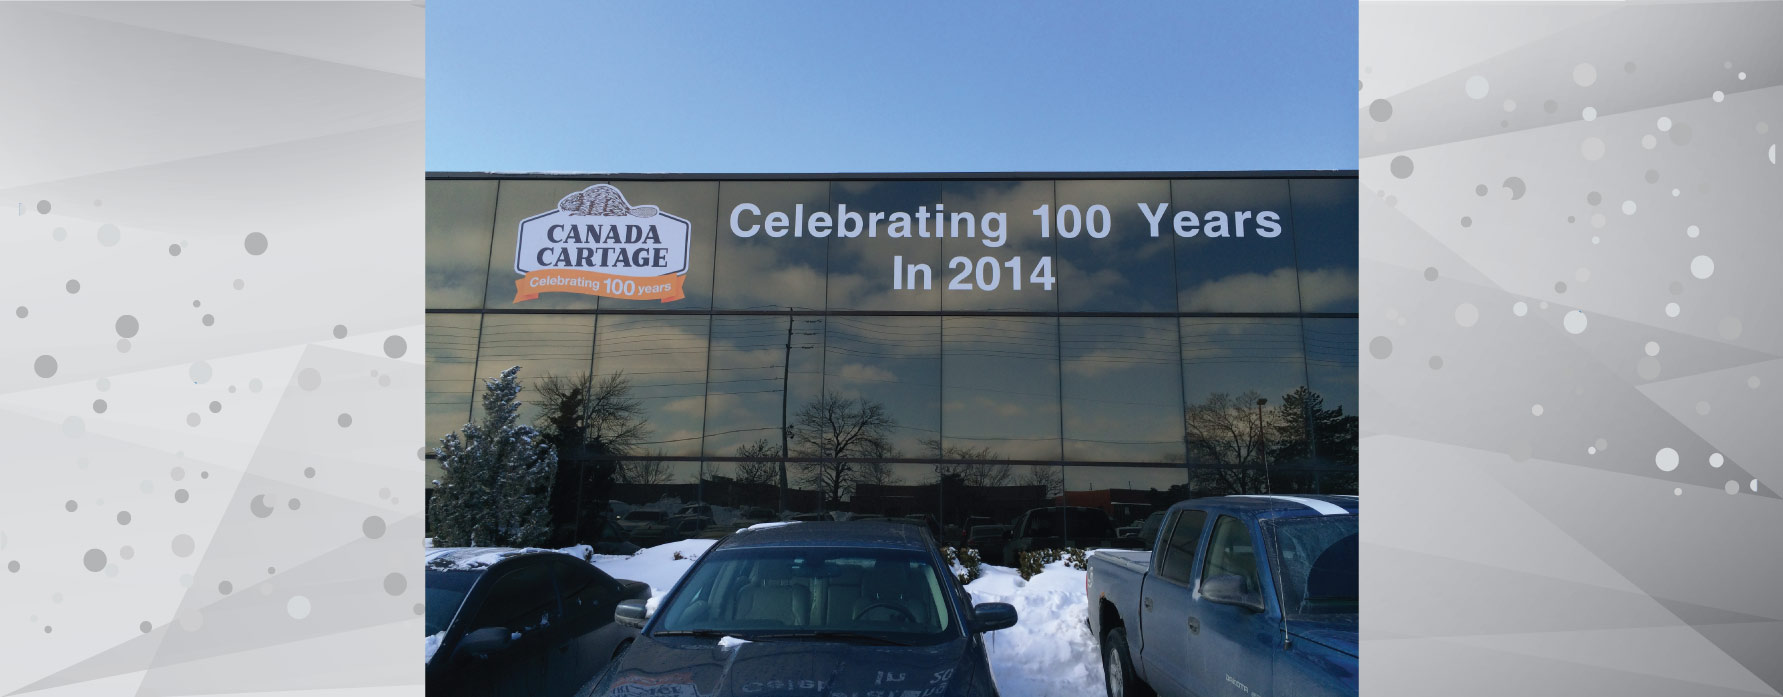 CANADA
CARTAGE
Celebrating 100 years
Celebrating 100 Years
In 2014